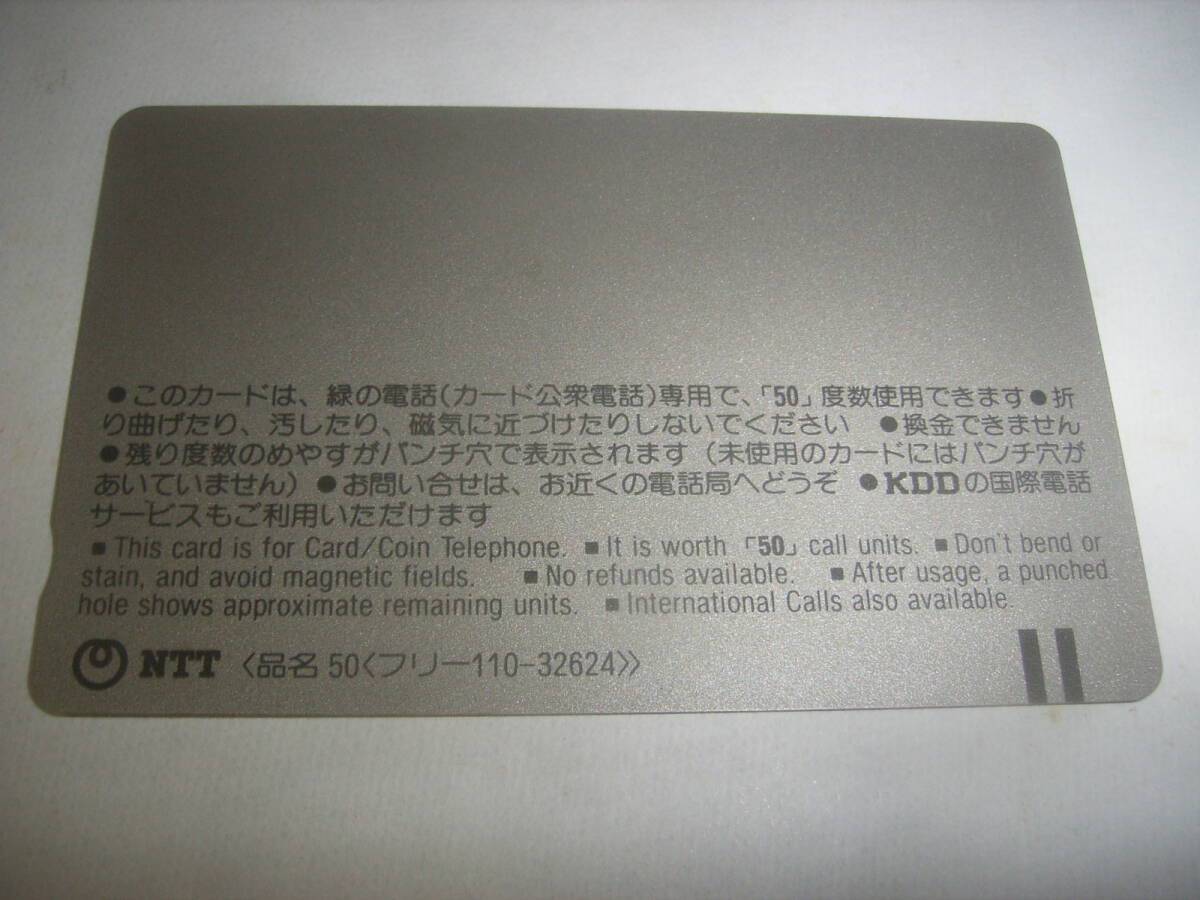 ●このカードは、緑の電話(カード公衆電話)専用で、「50」度数使用できます●折
り曲げたり、汚したり、磁気に近づけたりしないでください ●換金できません
●残り度数のめやすがパンチ穴で表示されます(未使用のカードにはパンチ穴が
あいていません)●お問い合せは、お近くの電話局へどうぞ ●KDDの国際電話
サービスもご利用いただけます
■This card is for Card/Coin Telephone. ■It is worth「50」call units. ■Don't bend or
stain, and avoid magnetic fields. ■No refunds available. ■After usage, a punched
hole shows approximate remaining units. ■International Calls also available.
NTT〈品名 50〈フリー110-32624〉〉